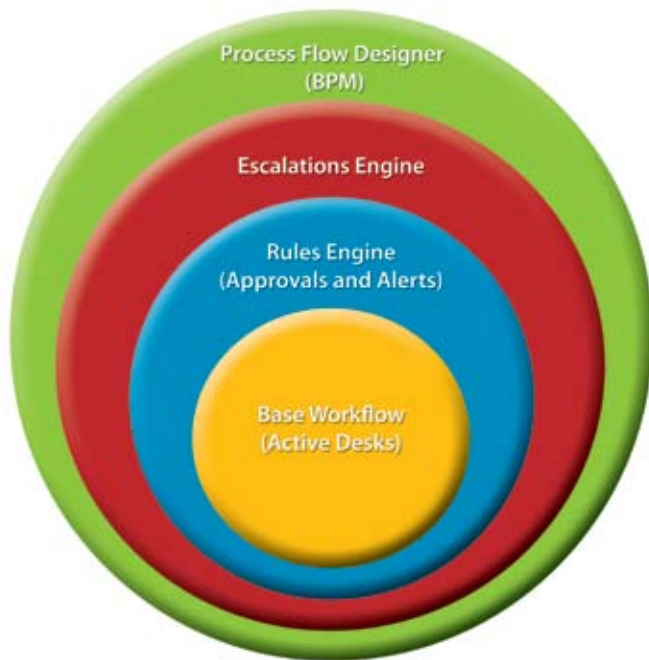 Process Flow Designer
(BPM)
Escalations Engine
Rules Engine
(Approvals and Alerts)
Base Workflow
(Active Desks)